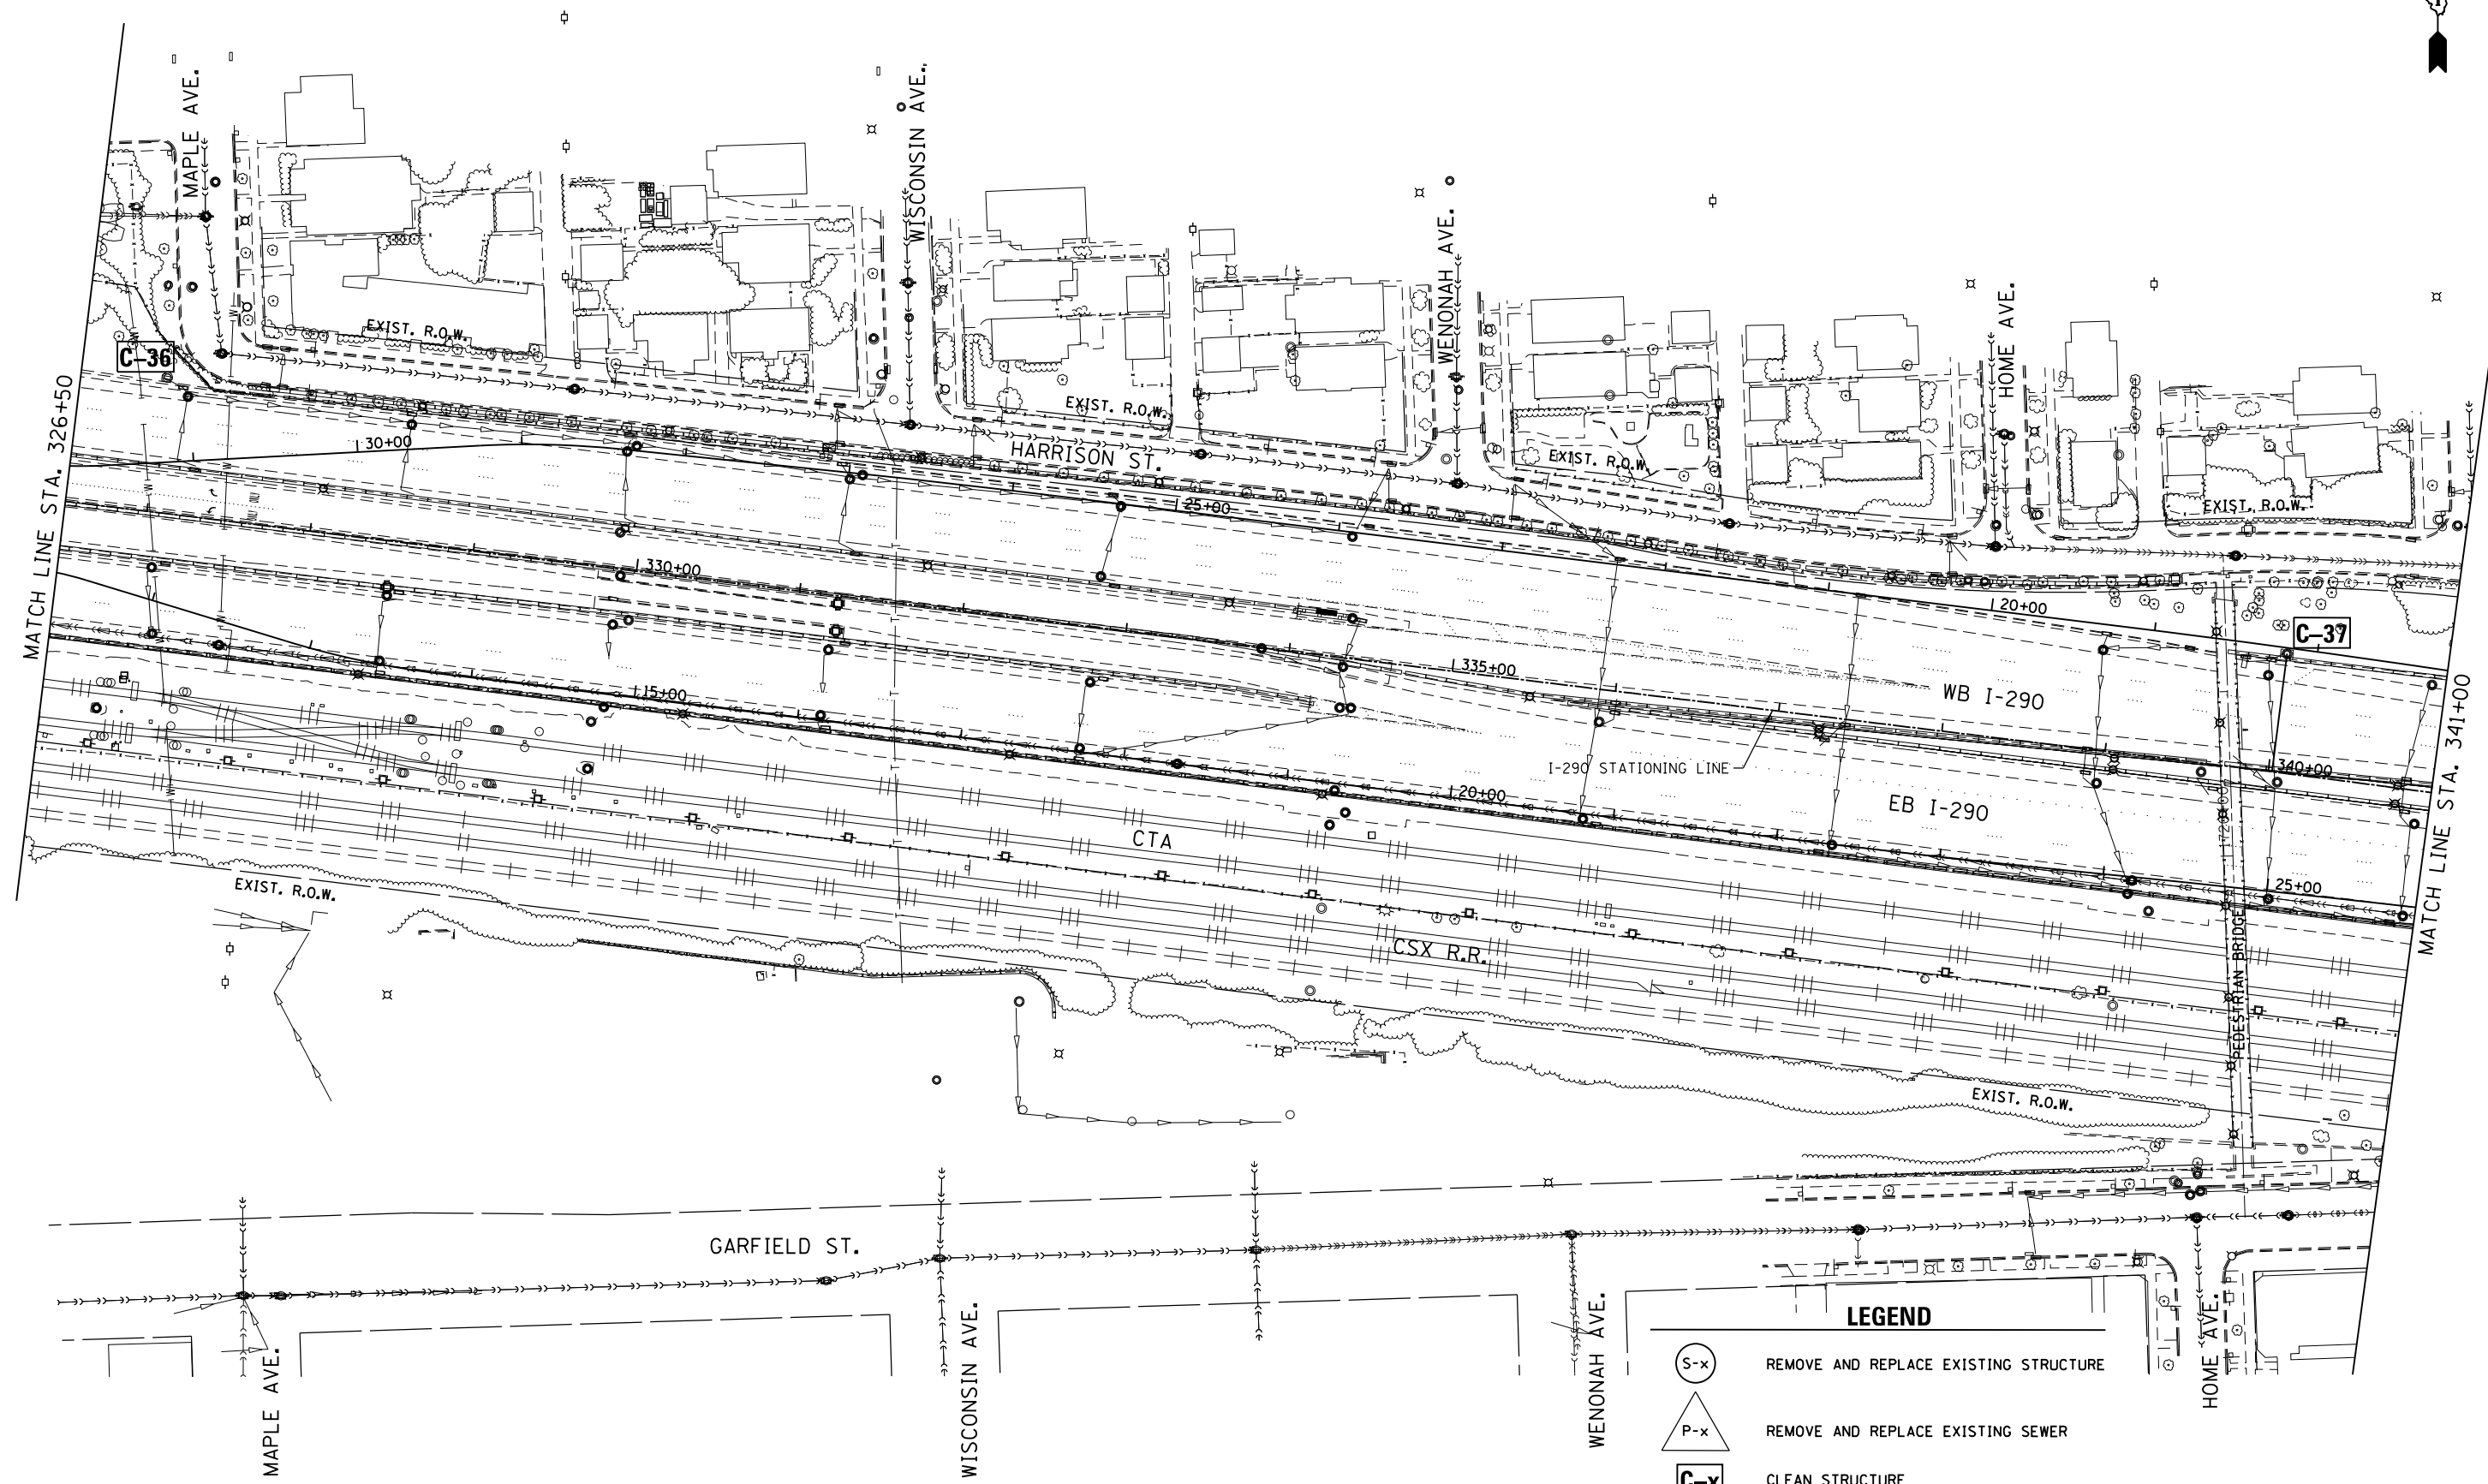 MAPLE AVE.
WISCONSIN AVE.
WENONAH AVE.
HOME AVE.
EXIST. R.O.W.
C-36
EXIST. R.O.W.
EXIST. R.O.W.
EXIST. R.O.W.
MATCH LINE STA. 326+50
30+00
HARRISON ST.
25+00
20+00
C-37
330+00
335+00
WB I-290
340+00
MATCH LINE STA. 341+00
15+00
I-290 STATIONING LINE
20+00
EB I-290
25+00
CTA
EXIST. R.O.W.
CSX R.R.
PEDESTRIAN BRIDGE
EXIST. R.O.W.
GARFIELD ST.
MAPLE AVE.
WISCONSIN AVE.
WENONAH AVE.
HOME AVE.
LEGEND
S-x REMOVE AND REPLACE EXISTING STRUCTURE
P-x REMOVE AND REPLACE EXISTING SEWER
C-x CLEAN STRUCTURE